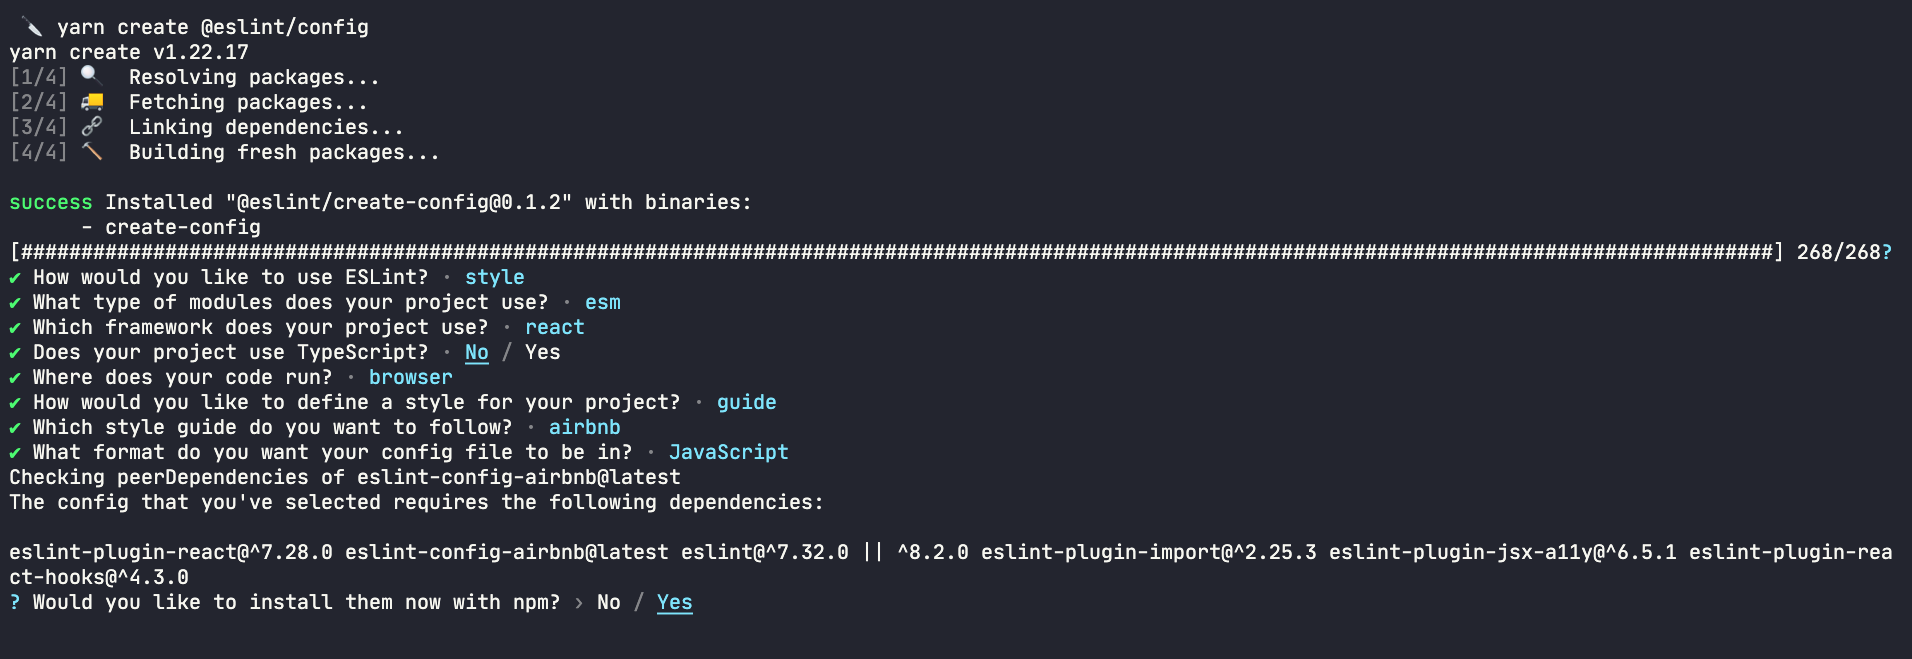 yarn create @eslint/config
yarn create v1.22.17
[1/4] 🔍  Resolving packages...
[2/4] 🚚  Fetching packages...
[3/4] 🔗  Linking dependencies...
[4/4] 🔨  Building fresh packages...
success Installed "@eslint/create-config@0.1.2" with binaries:
      - create-config
[##################################################################################################################################################] 268/268?
✔ How would you like to use ESLint? · style
✔ What type of modules does your project use? · esm
✔ Which framework does your project use? · react
✔ Does your project use TypeScript? · No / Yes
✔ Where does your code run? · browser
✔ How would you like to define a style for your project? · guide
✔ Which style guide do you want to follow? · airbnb
✔ What format do you want your config file to be in? · JavaScript
Checking peerDependencies of eslint-config-airbnb@latest
The config that you've selected requires the following dependencies:
eslint-plugin-react@^7.28.0 eslint-config-airbnb@latest eslint@^7.32.0 || ^8.2.0 eslint-plugin-import@^2.25.3 eslint-plugin-jsx-a11y@^6.5.1 eslint-plugin-rea
ct-hooks@^4.3.0
? Would you like to install them now with npm? › No / Yes